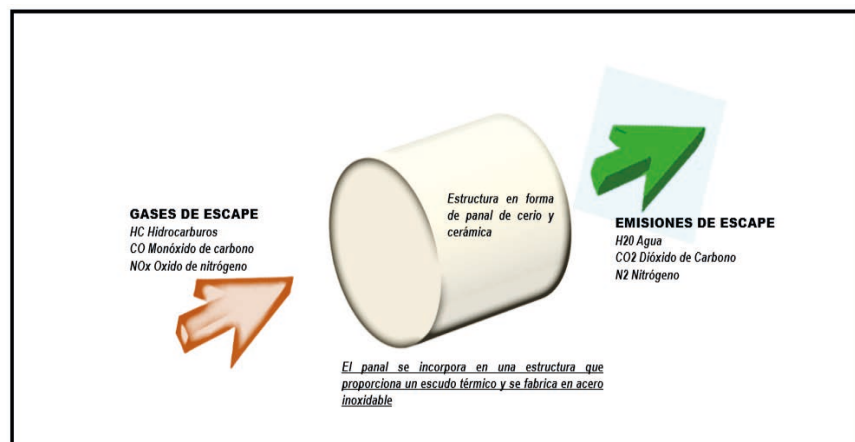 GASES DE ESCAPE
HC Hidrocarburos
CO Monóxido de carbono
NOx Oxido de nitrógeno
Estructura en forma
de panal de cerio y
cerámica
EMISIONES DE ESCAPE
H20 Agua
CO2 Dióxido de Carbono
N2 Nitrógeno
El panal se incorpora en una estructura que
proporciona un escudo térmico y se fabrica en acero
inoxidable